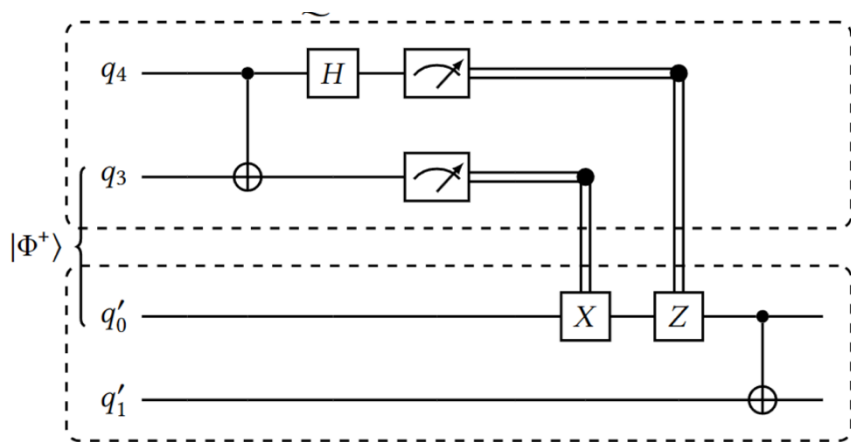 q₄ H
q₃
|Φ⁺⟩
q′₀ X Z
q′₁